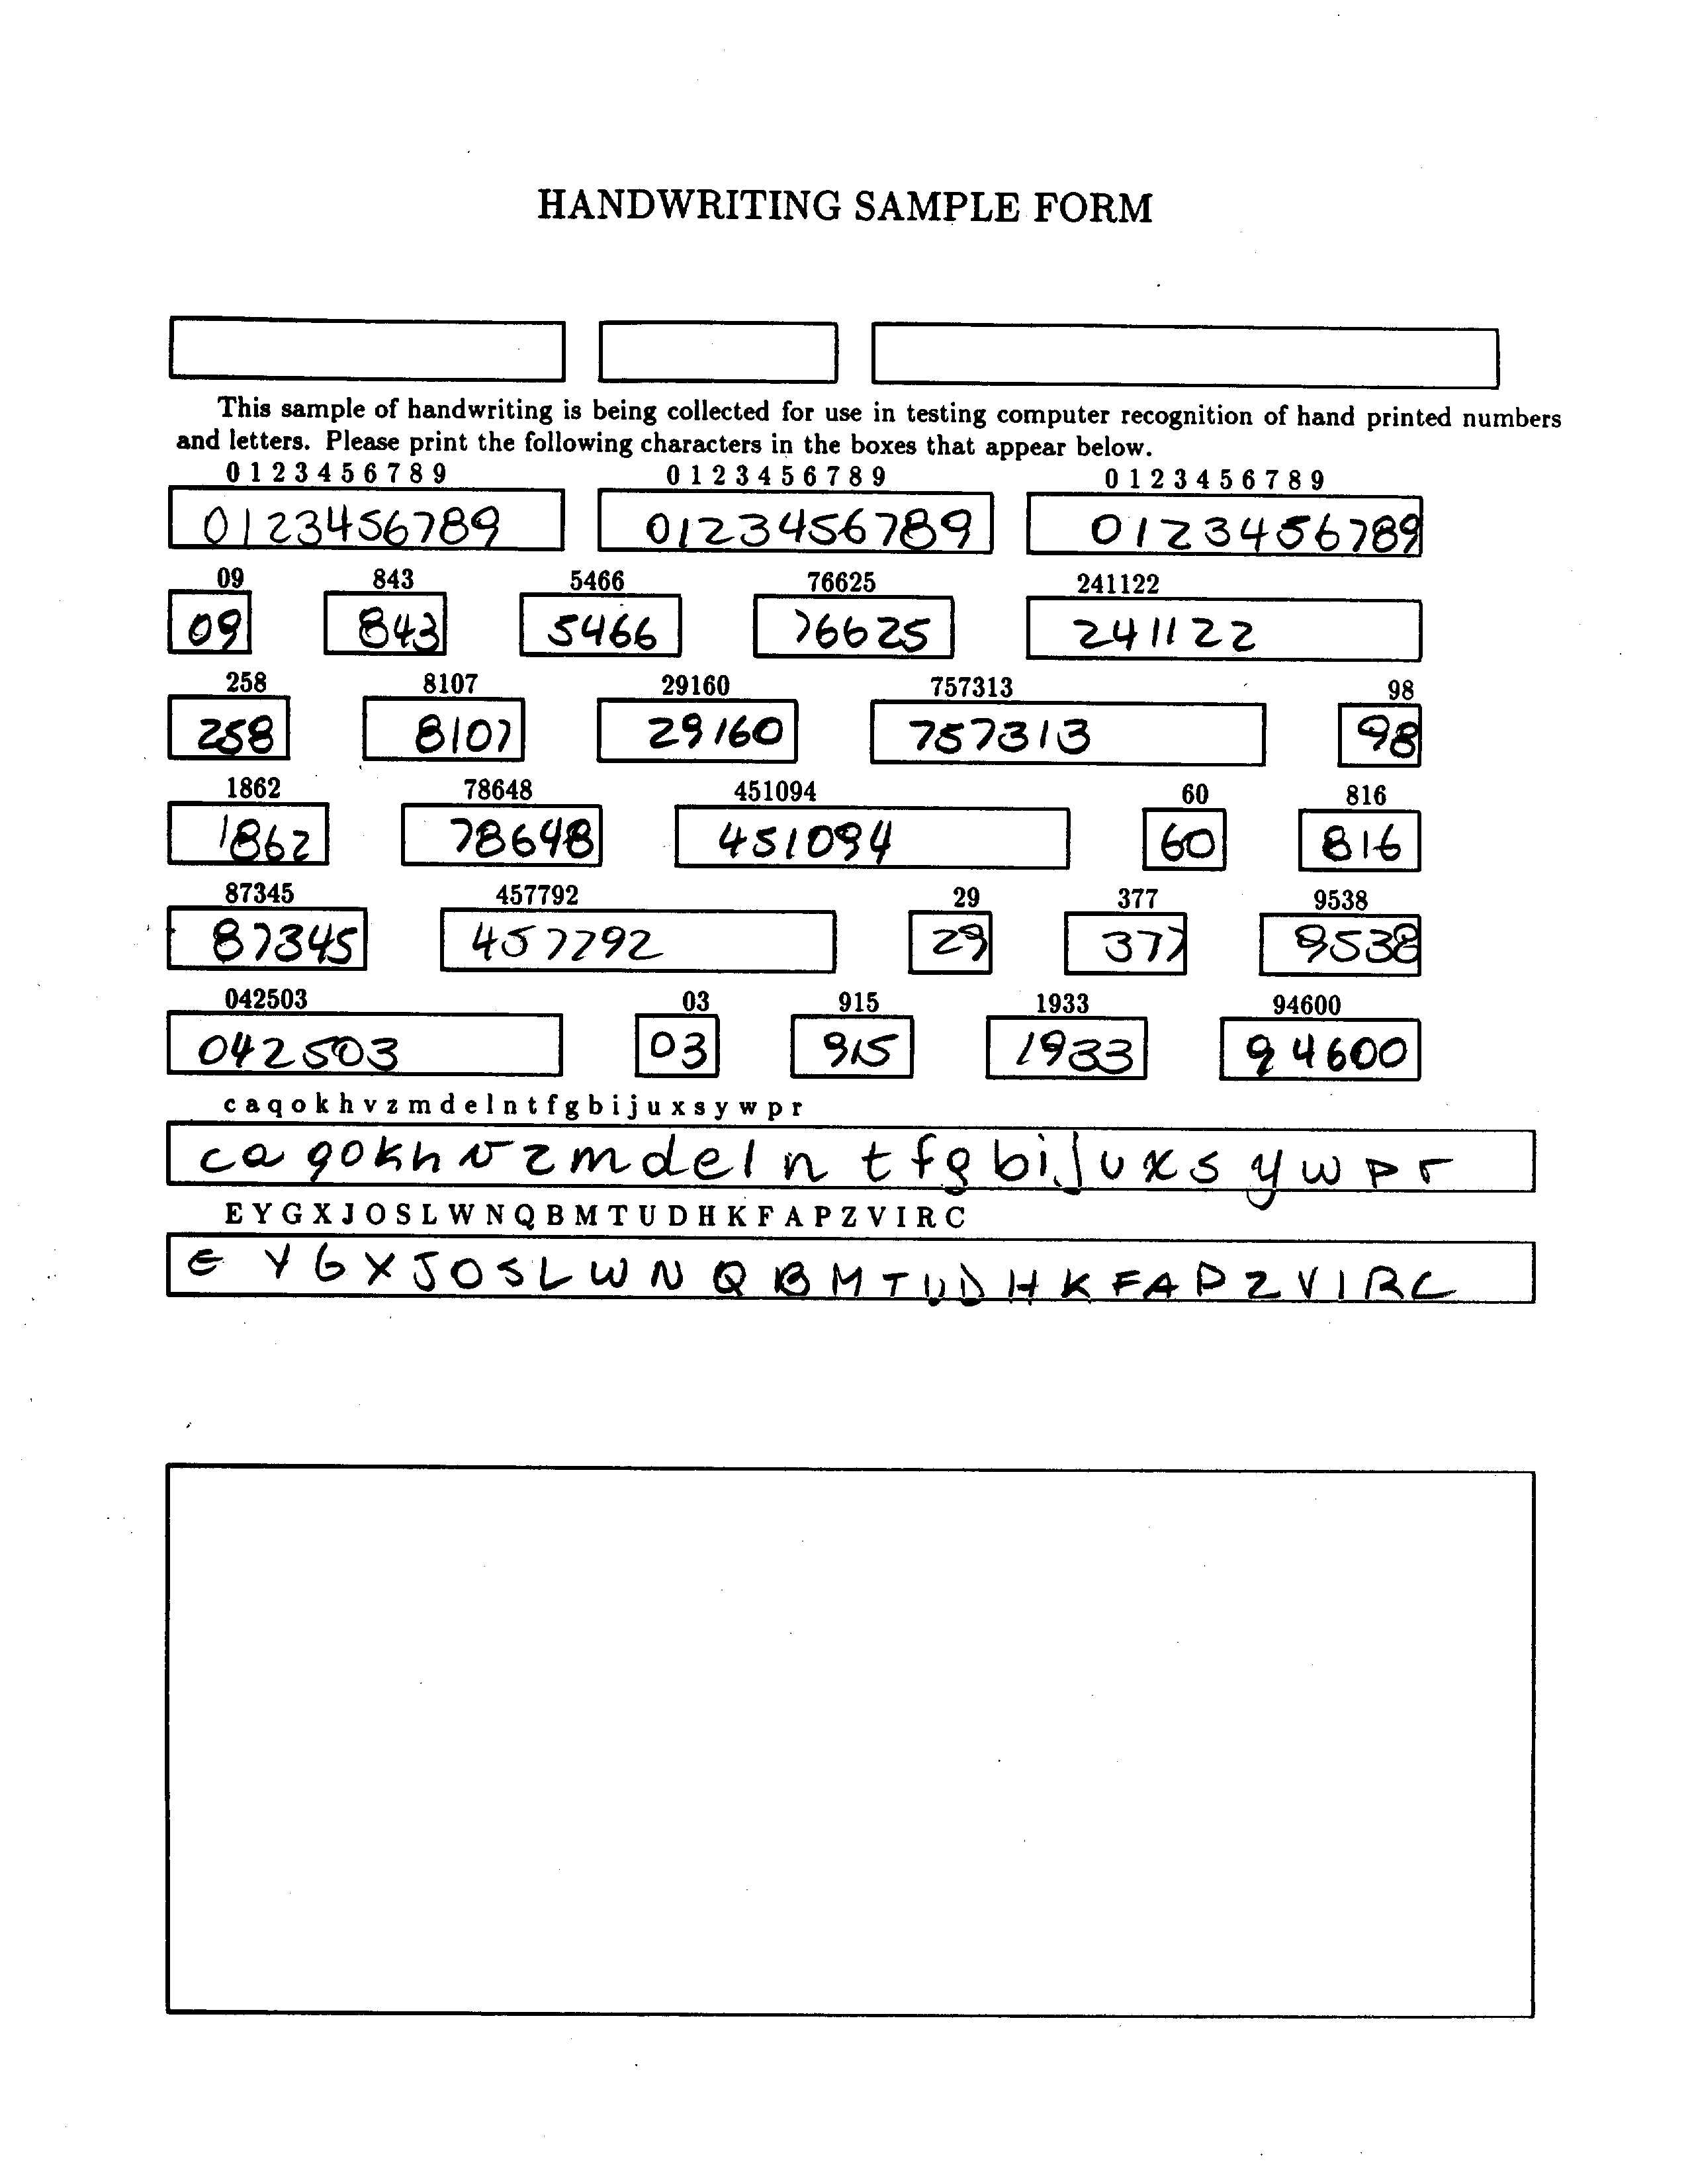 HANDWRITING SAMPLE FORM
This sample of handwriting is being collected for use in testing computer recognition of hand printed numbers
and letters. Please print the following characters in the boxes that appear below.
0 1 2 3 4 5 6 7 8 9 0 1 2 3 4 5 6 7 8 9 0 1 2 3 4 5 6 7 8 9
0123456789 0123456789 0123456789
09 843 5466 76625 241122
09 843 5466 76625 241122
258 8107 29160 757313 98
258 8107 29160 757313 98
1862 78648 451094 60 816
1862 78648 451094 60 816
87345 457792 29 377 9538
87345 457792 29 377 9538
042503 03 915 1933 94600
042503 03 915 1933 94600
c a q o k h v z m d e l n t f g b i j u x s y w p r
c a q o k h v z m d e l n t f g b i j u x s y w p r
E Y G X J O S L W N Q B M T U D H K F A P Z V I R C
E Y G X J O S L W N Q B M T U D H K F A P Z V I R C